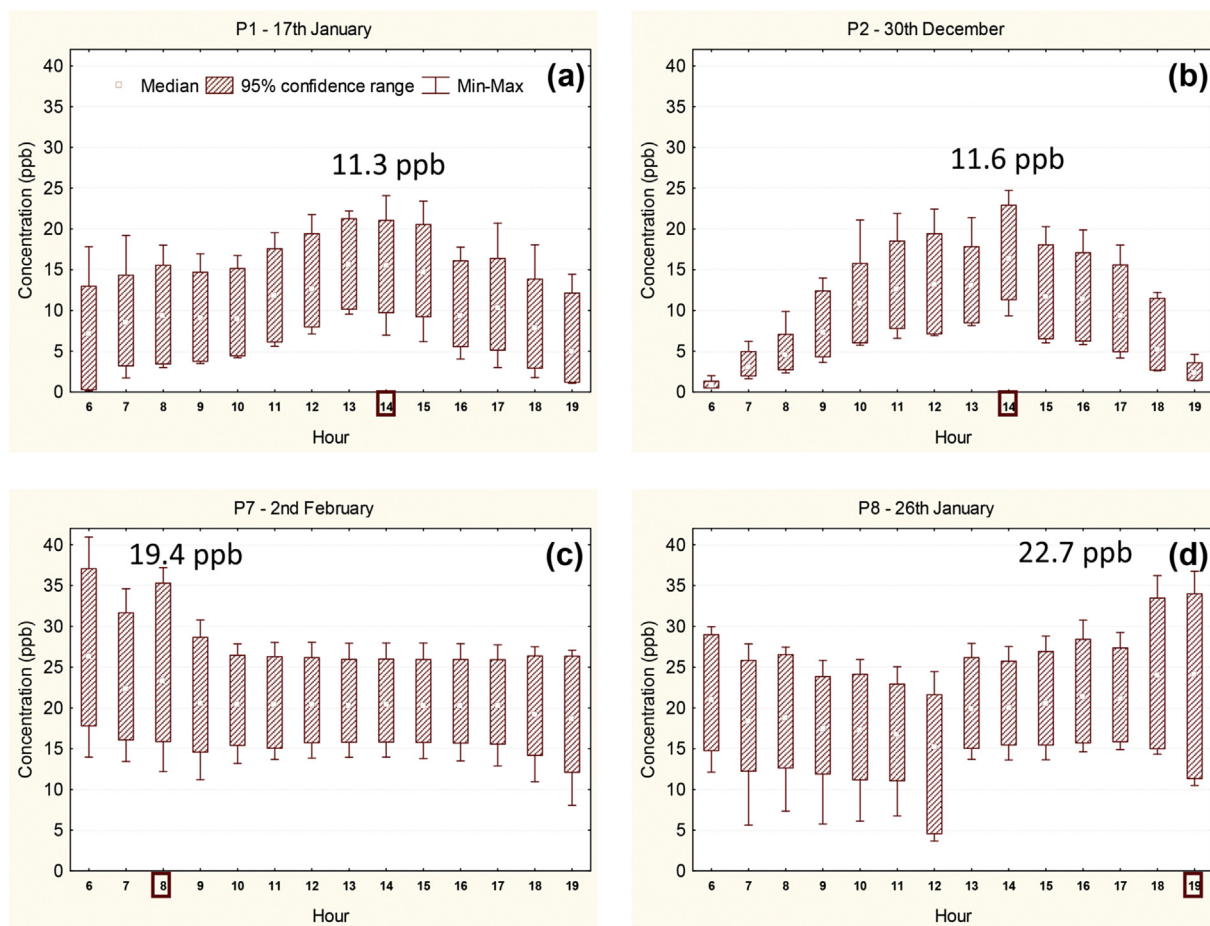 P1 - 17th January
(a)
Median 95% confidence range Min-Max
11.3 ppb
Concentration (ppb)
40
35
30
25
20
15
10
5
0
6 7 8 9 10 11 12 13 14 15 16 17 18 19
Hour
P2 - 30th December
(b)
11.6 ppb
Concentration (ppb)
40
35
30
25
20
15
10
5
0
6 7 8 9 10 11 12 13 14 15 16 17 18 19
Hour
P7 - 2nd February
19.4 ppb
(c)
Concentration (ppb)
40
35
30
25
20
15
10
5
0
6 7 8 9 10 11 12 13 14 15 16 17 18 19
Hour
P8 - 26th January
22.7 ppb
(d)
Concentration (ppb)
40
35
30
25
20
15
10
5
0
6 7 8 9 10 11 12 13 14 15 16 17 18 19
Hour